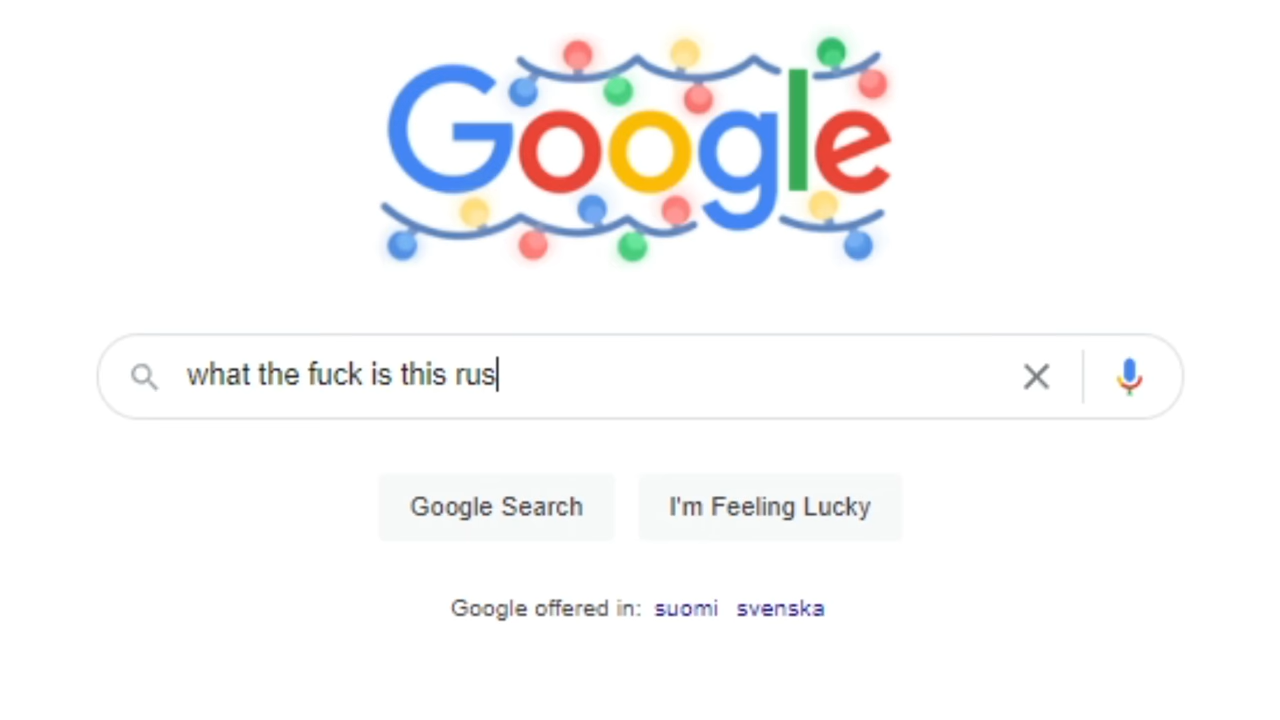 Google
what the fuck is this rus
Google Search I'm Feeling Lucky
Google offered in: suomi svenska